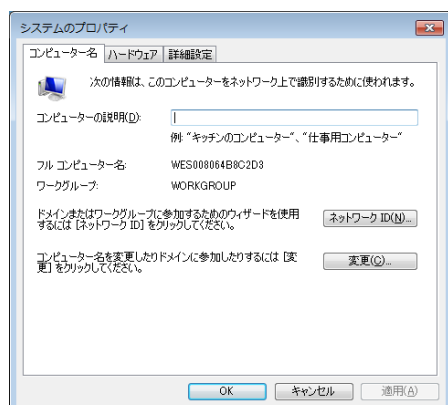 システムのプロパティ
コンピューター名 ハードウェア 詳細設定
次の情報は、このコンピューターをネットワーク上で識別するために使われます。
コンピューターの説明(D):
例: "キッチンのコンピューター"、"仕事用コンピューター"
フル コンピューター名: WES008064B8C2D3
ワークグループ: WORKGROUP
ドメインまたはワークグループに参加するためのウィザードを使用
するには [ネットワーク ID] をクリックしてください。
ネットワーク ID(N)...
コンピューター名を変更したりドメインに参加したりするには [変
更] をクリックしてください。
変更(C)...
OK キャンセル 適用(A)